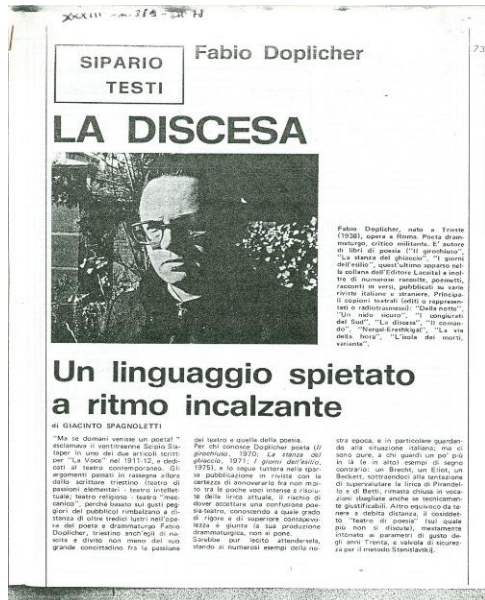 XXXIII - n. 389 - ott 78
SIPARIO
TESTI
Fabio Doplicher
73
LA DISCESA
Fabio Doplicher, nato a Trieste
(1938), opera a Roma. Poeta dram-
maturgo, critico militante. E' autore
di libri di poesia ("Il girochiuso",
"La stanza del ghiaccio", "I giorni
dell'esilio", quest'ultimo apparso nel-
la collana dell'Editore Lacaita) e inol-
tre di numerose raccolte, poemetti,
racconti in versi, pubblicati su varie
riviste italiane e straniere. Principa-
li copioni teatrali (editi o rappresen-
tati o radiotrasmessi): "Della notte",
"Un nido sicuro", "I congiurati
del Sud", "La discesa", "Il coman-
do", "Nergal-Ereshkigal", "La via
della bora", "L'isola dei morti,
variante".
Un linguaggio spietato
a ritmo incalzante
di GIACINTO SPAGNOLETTI
"Ma se domani venisse un poeta! "
esclamava il ventitreenne Scipio Sla-
taper in uno dei due articoli scritti
per "La Voce" nel 1911-12, e dedi-
cati al teatro contemporaneo. Gli
argomenti passati in rassegna allora
dallo scrittore triestino (teatro di
passioni elementari - teatro intellet-
tuale; teatro religioso - teatro "mec-
canico", perché basato sui gusti peg-
giori del pubblico) rimbalzano a di-
stanza di oltre tredici lustri nell'ope-
ra del poeta e drammaturgo Fabio
Doplicher, triestino anch'egli di na-
scita e diviso non meno del suo
grande concittadino fra la passione
del teatro e quella della poesia.
Per chi conosce Doplicher poeta (Il
girochiuso, 1970; La stanza del
ghiaccio, 1971; I giorni dell'esilio,
1975), e lo segue tuttora nella spar-
sa pubblicazione in riviste con la
certezza di annoverarlo fra non mol-
to tra le poche voci intense e risolu-
te della lirica attuale, il rischio di
dover accettare una confusione poe-
sia-teatro, conoscendo a quale grado
di rigore e di superiore consapevo-
lezza è giunta la sua produzione
drammaturgica, non si pone.
Sarebbe pur lecito attendersela,
stando ai numerosi esempi della no-
stra epoca, e in particolare guardan-
do alla situazione italiana; ma ci
sono pure, a chi guardi un po' più
in là (e in alto) esempi di segno
contrario: un Brecht, un Eliot, un
Beckett, sottraendoci alla tentazione
di supervalutare la lirica di Pirandel-
lo e di Betti, rimasta chiusa in voca-
zioni sbagliate anche se tecnicamen-
te giustificabili. Altro equivoco da te-
nere a debita distanza, il cosiddet-
to "teatro di poesia" (sul quale
più non si discute), mestamente
intonato ai parametri di gusto de-
gli anni Trenta, e valvola di sicurez-
za per il metodo Stanislavskij.